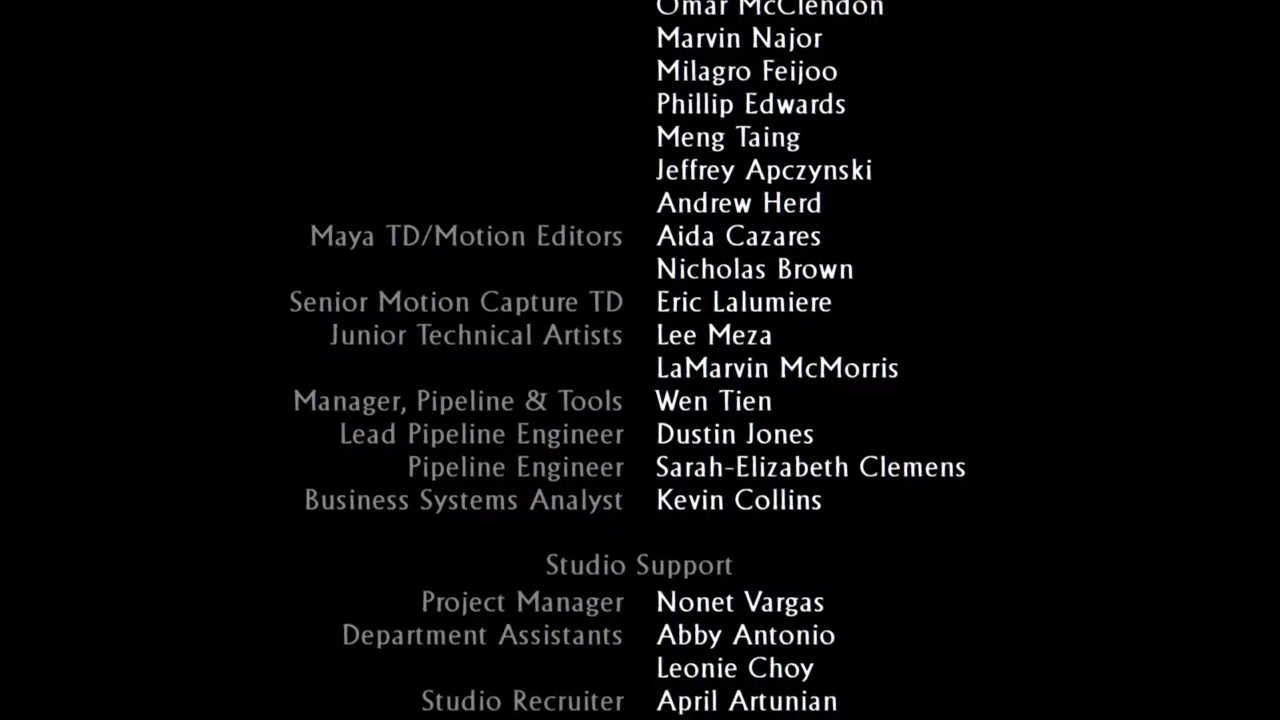 Omar McClendon
Marvin Najor
Milagro Feijoo
Phillip Edwards
Meng Taing
Jeffrey Apczynski
Andrew Herd
Maya TD/Motion Editors Aida Cazares
Nicholas Brown
Senior Motion Capture TD Eric Lalumiere
Junior Technical Artists Lee Meza
LaMarvin McMorris
Manager, Pipeline & Tools Wen Tien
Lead Pipeline Engineer Dustin Jones
Pipeline Engineer Sarah-Elizabeth Clemens
Business Systems Analyst Kevin Collins
Studio Support
Project Manager Nonet Vargas
Department Assistants Abby Antonio
Leonie Choy
Studio Recruiter April Artunian